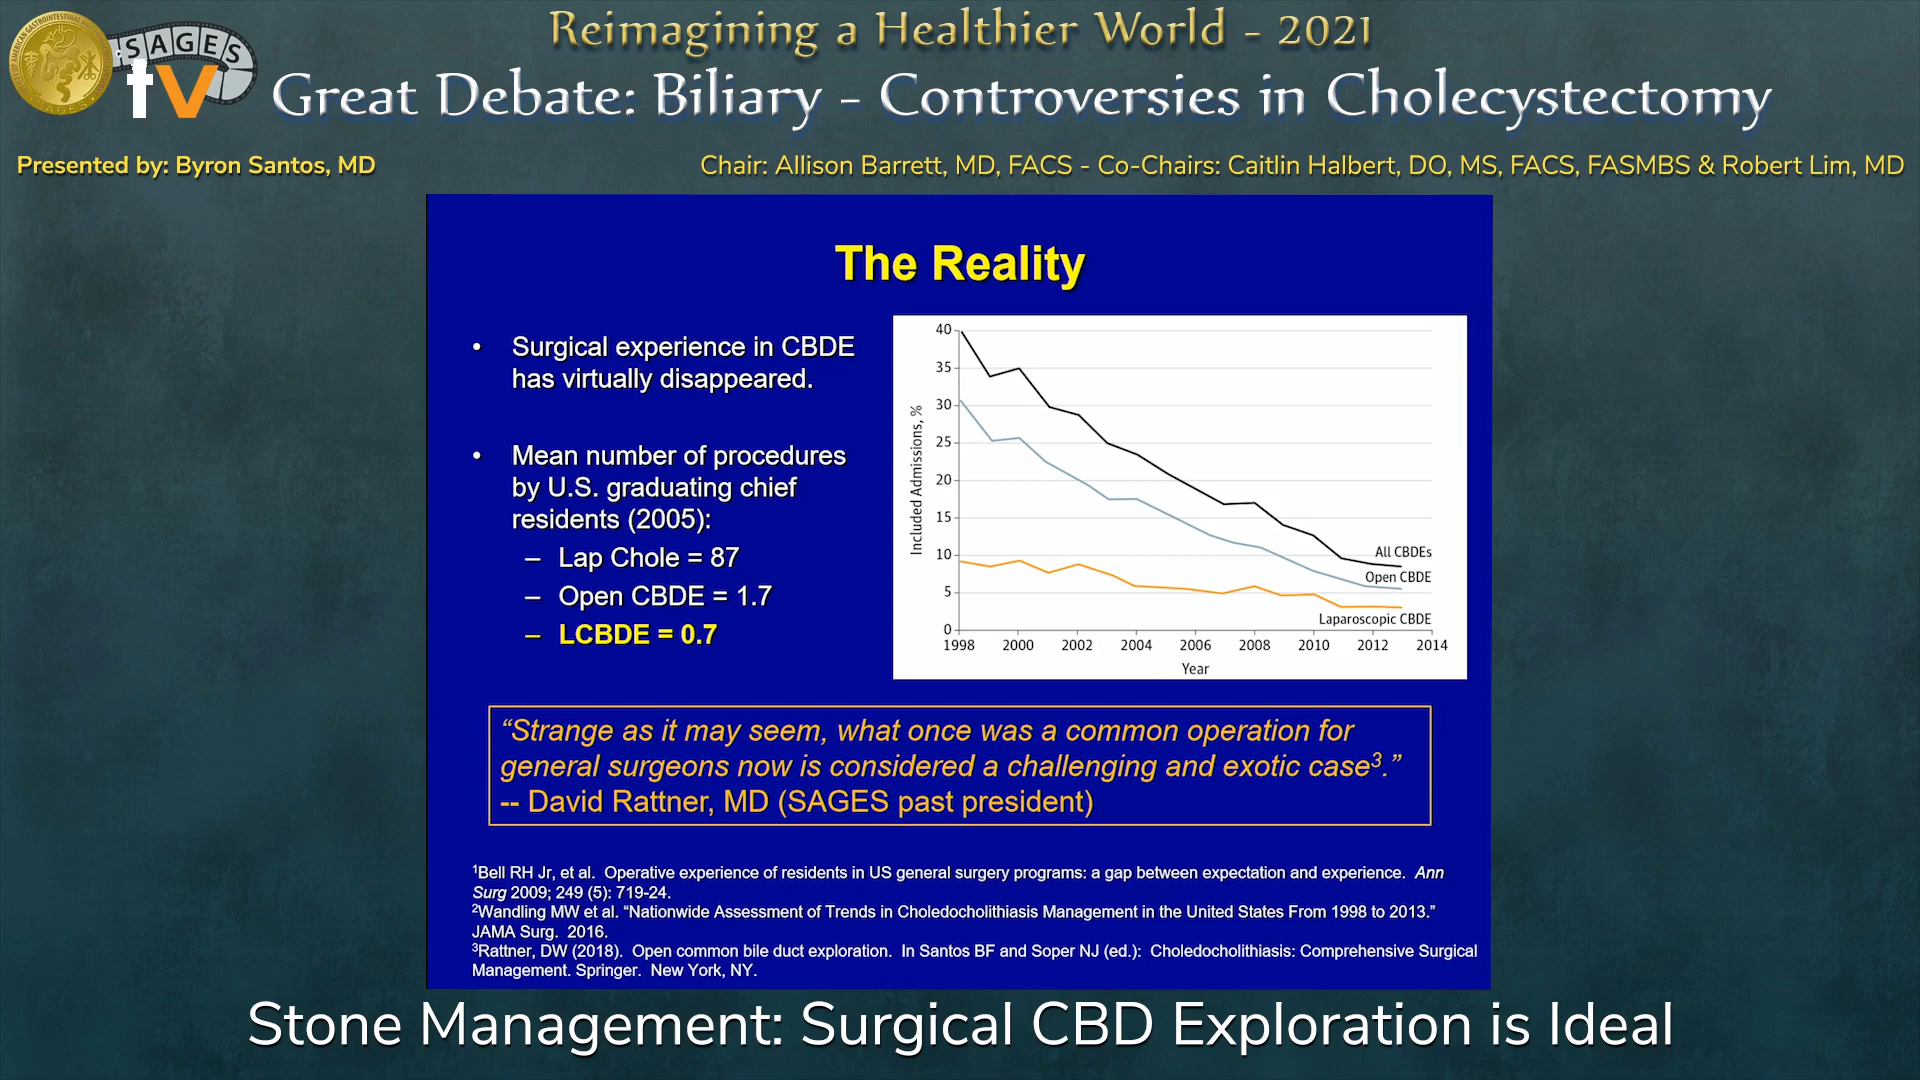 SAGES
tv
Reimagining a Healthier World - 2021
Great Debate: Biliary - Controversies in Cholecystectomy
Presented by: Byron Santos, MD
Chair: Allison Barrett, MD, FACS - Co-Chairs: Caitlin Halbert, DO, MS, FACS, FASMBS & Robert Lim, MD
The Reality
• Surgical experience in CBDE
has virtually disappeared.
• Mean number of procedures
by U.S. graduating chief
residents (2005):
– Lap Chole = 87
– Open CBDE = 1.7
– LCBDE = 0.7
Included Admissions, %
40
35
30
25
20
15
10
5
0
All CBDEs
Open CBDE
Laparoscopic CBDE
1998 2000 2002 2004 2006 2008 2010 2012 2014
Year
“Strange as it may seem, what once was a common operation for
general surgeons now is considered a challenging and exotic case³.”
-- David Rattner, MD (SAGES past president)
¹Bell RH Jr, et al. Operative experience of residents in US general surgery programs: a gap between expectation and experience. Ann
Surg 2009; 249 (5): 719-24.
²Wandling MW et al. “Nationwide Assessment of Trends in Choledocholithiasis Management in the United States From 1998 to 2013.”
JAMA Surg. 2016.
³Rattner, DW (2018). Open common bile duct exploration. In Santos BF and Soper NJ (ed.): Choledocholithiasis: Comprehensive Surgical
Management. Springer. New York, NY.
Stone Management: Surgical CBD Exploration is Ideal